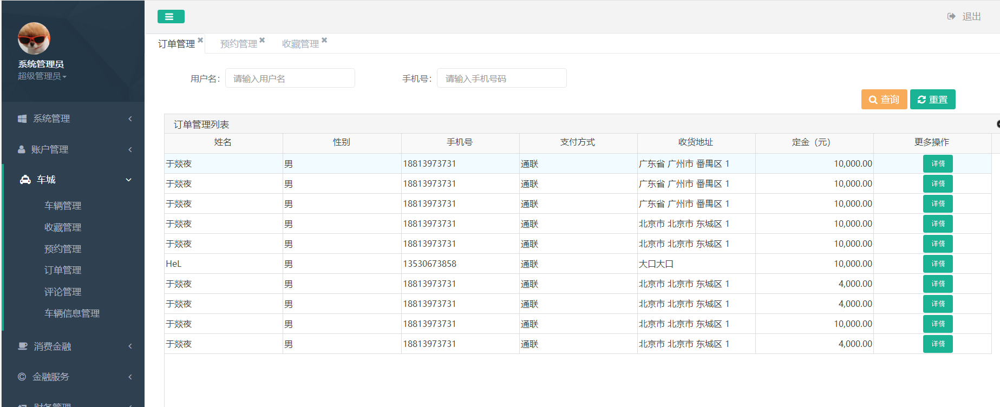 系统管理员
超级管理员
系统管理
账户管理
车城
车辆管理
收藏管理
预约管理
订单管理
评论管理
车辆信息管理
消费金融
金融服务
财务管理
退出
订单管理 预约管理 收藏管理
用户名： 请输入用户名 手机号： 请输入手机号码
查询 重置
订单管理列表
姓名 性别 手机号 支付方式 收货地址 定金（元） 更多操作
于燚夜 男 18813973731 通联 广东省 广州市 番禺区 1 10,000.00 详情
于燚夜 男 18813973731 通联 广东省 广州市 番禺区 1 10,000.00 详情
于燚夜 男 18813973731 通联 广东省 广州市 番禺区 1 10,000.00 详情
于燚夜 男 18813973731 通联 北京市 北京市 东城区 1 10,000.00 详情
于燚夜 男 18813973731 通联 北京市 北京市 东城区 1 10,000.00 详情
HeL 男 13530673858 通联 大口大口 10,000.00 详情
于燚夜 男 18813973731 通联 北京市 北京市 东城区 1 4,000.00 详情
于燚夜 男 18813973731 通联 北京市 北京市 东城区 1 4,000.00 详情
于燚夜 男 18813973731 通联 北京市 北京市 东城区 1 10,000.00 详情
于燚夜 男 18813973731 通联 北京市 北京市 东城区 1 4,000.00 详情